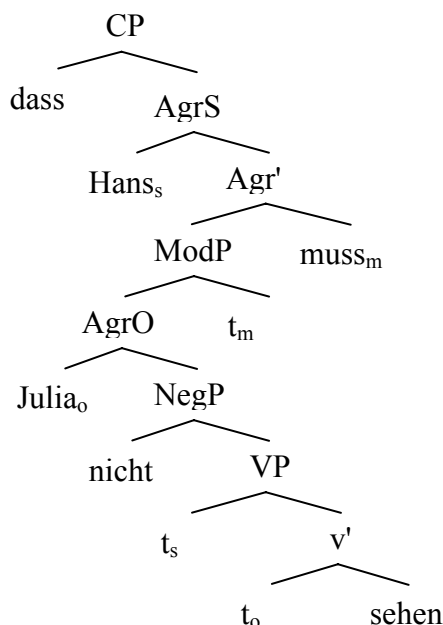 CP
dass
AgrS
Hansₛ Agr'
ModP mussₘ
AgrO tₘ
Juliaₒ NegP
nicht VP
tₛ v'
tₒ sehen